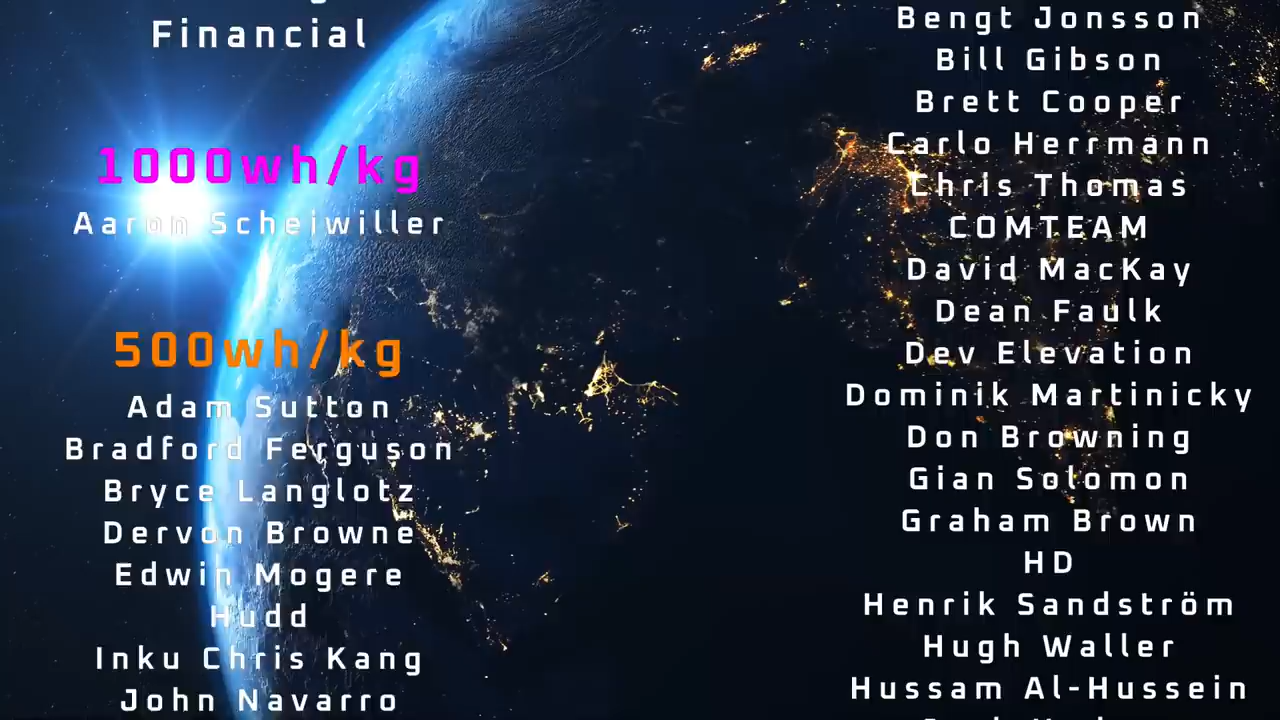 Financial
1000wh/kg
Aaron Scheiwiller
500wh/kg
Adam Sutton
Bradford Ferguson
Bryce Langlotz
Dervon Browne
Edwin Mogere
Hudd
Inku Chris Kang
John Navarro
Bengt Jonsson
Bill Gibson
Brett Cooper
Carlo Herrmann
Chris Thomas
COMTEAM
David MacKay
Dean Faulk
Dev Elevation
Dominik Martinicky
Don Browning
Gian Solomon
Graham Brown
HD
Henrik Sandström
Hugh Waller
Hussam Al-Hussein